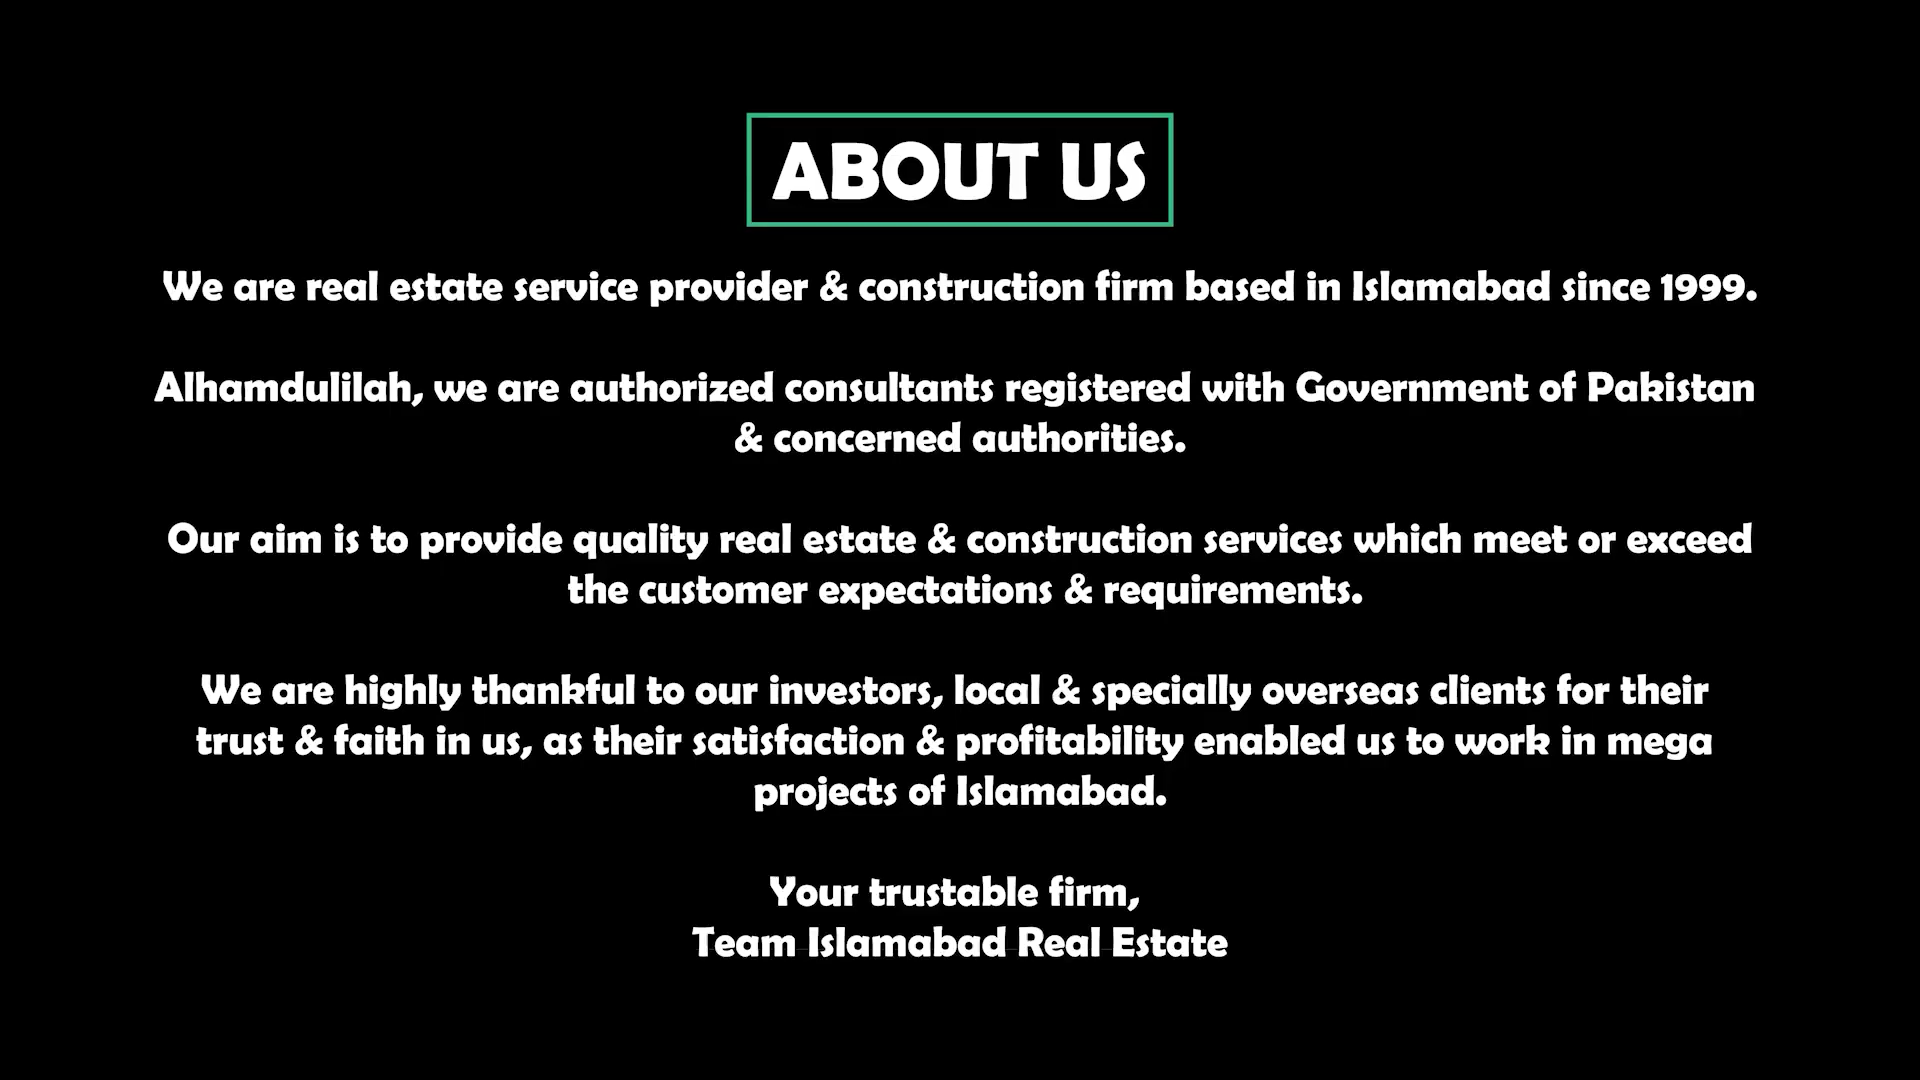 ABOUT US
We are real estate service provider & construction firm based in Islamabad since 1999.
Alhamdulilah, we are authorized consultants registered with Government of Pakistan
& concerned authorities.
Our aim is to provide quality real estate & construction services which meet or exceed
the customer expectations & requirements.
We are highly thankful to our investors, local & specially overseas clients for their
trust & faith in us, as their satisfaction & profitability enabled us to work in mega
projects of Islamabad.
Your trustable firm,
Team Islamabad Real Estate